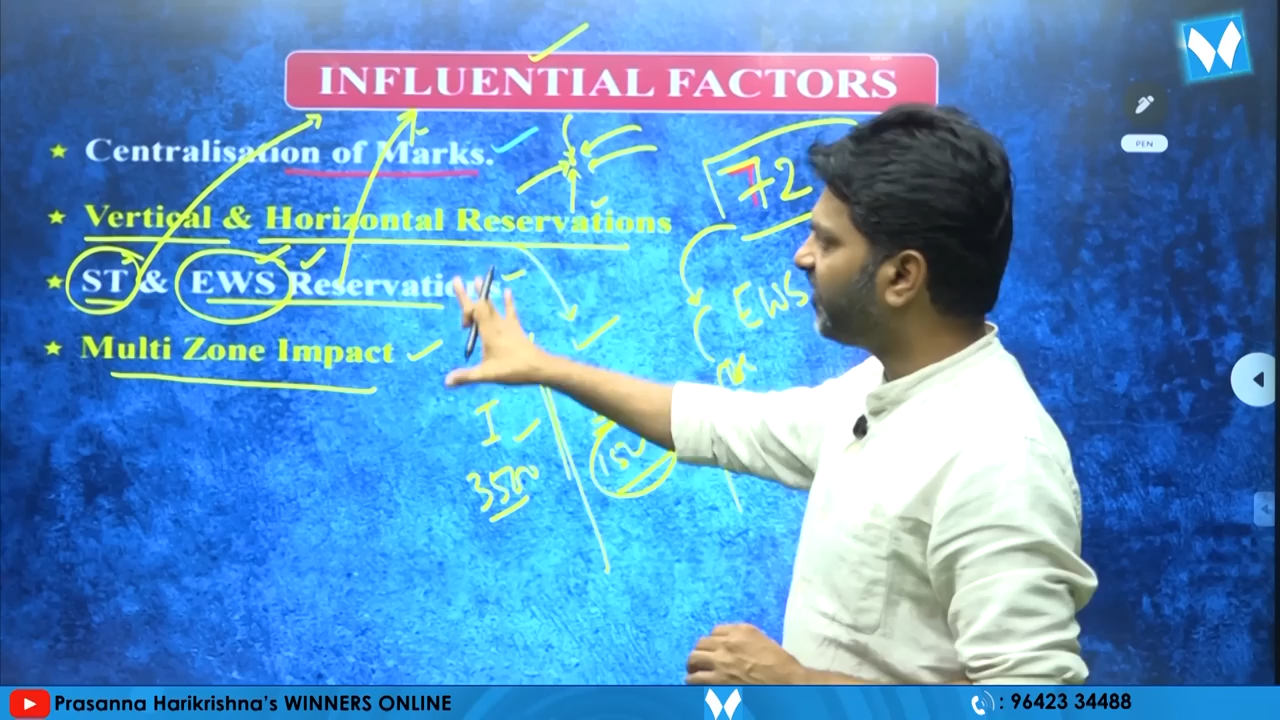 INFLUENTIAL FACTORS
Centralisation of Marks.
Vertical & Horizontal Reservations
ST & EWS Reservations.
Multi Zone Impact
72
EWS
I
3500
150
PEN
Prasanna Harikrishna's WINNERS ONLINE
: 96423 34488